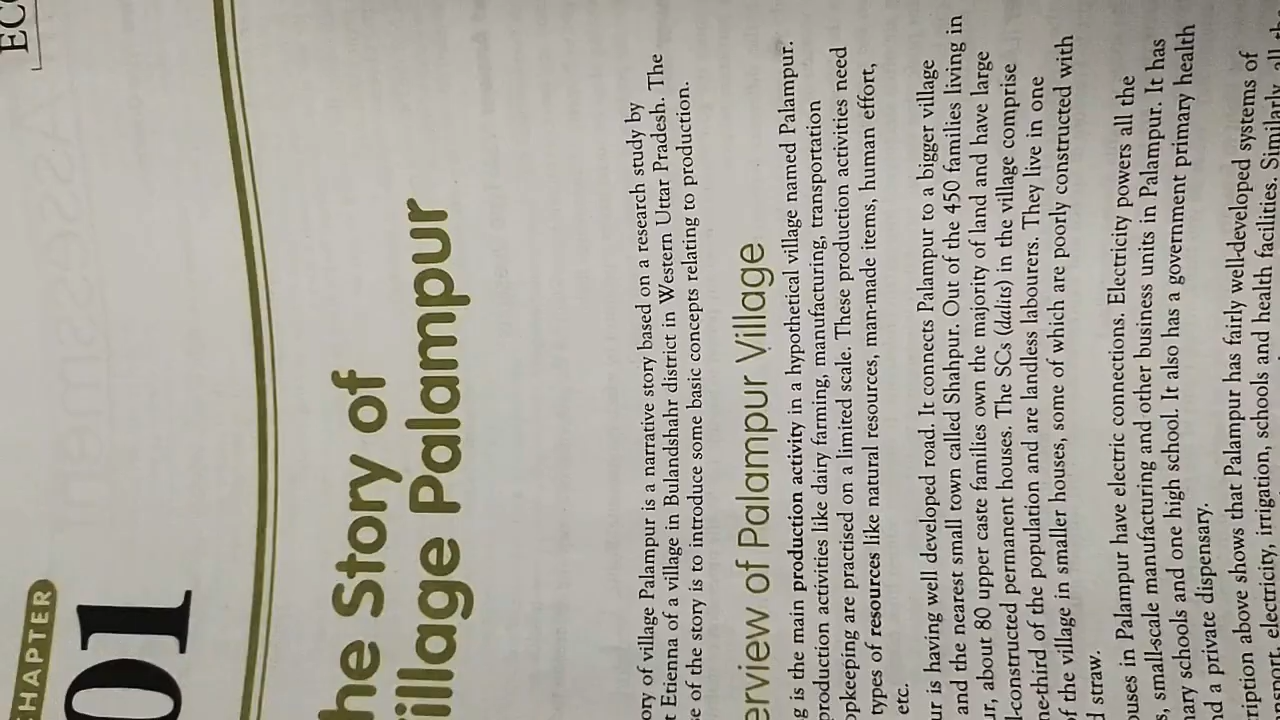 ECO
CHAPTER
01
he Story of
illage Palampur
ory of village Palampur is a narrative story based on a research study by
t Etienna of a village in Bulandshahr district in Western Uttar Pradesh. The
se of the story is to introduce some basic concepts relating to production.
erview of Palampur Village
g is the main production activity in a hypothetical village named Palampur.
production activities like dairy farming, manufacturing, transportation
opkeeping are practised on a limited scale. These production activities need
types of resources like natural resources, man-made items, human effort,
etc.
ur is having well developed road. It connects Palampur to a bigger village
and the nearest small town called Shahpur. Out of the 450 families living in
ur, about 80 upper caste families own the majority of land and have large
l-constructed permanent houses. The SCs (dalits) in the village comprise
ne-third of the population and are landless labourers. They live in one
f the village in smaller houses, some of which are poorly constructed with
d straw.
ouses in Palampur have electric connections. Electricity powers all the
s, small-scale manufacturing and other business units in Palampur. It has
ary schools and one high school. It also has a government primary health
nd a private dispensary.
ription above shows that Palampur has fairly well-developed systems of
nsport, electricity, irrigation, schools and health facilities. Similarly, all th